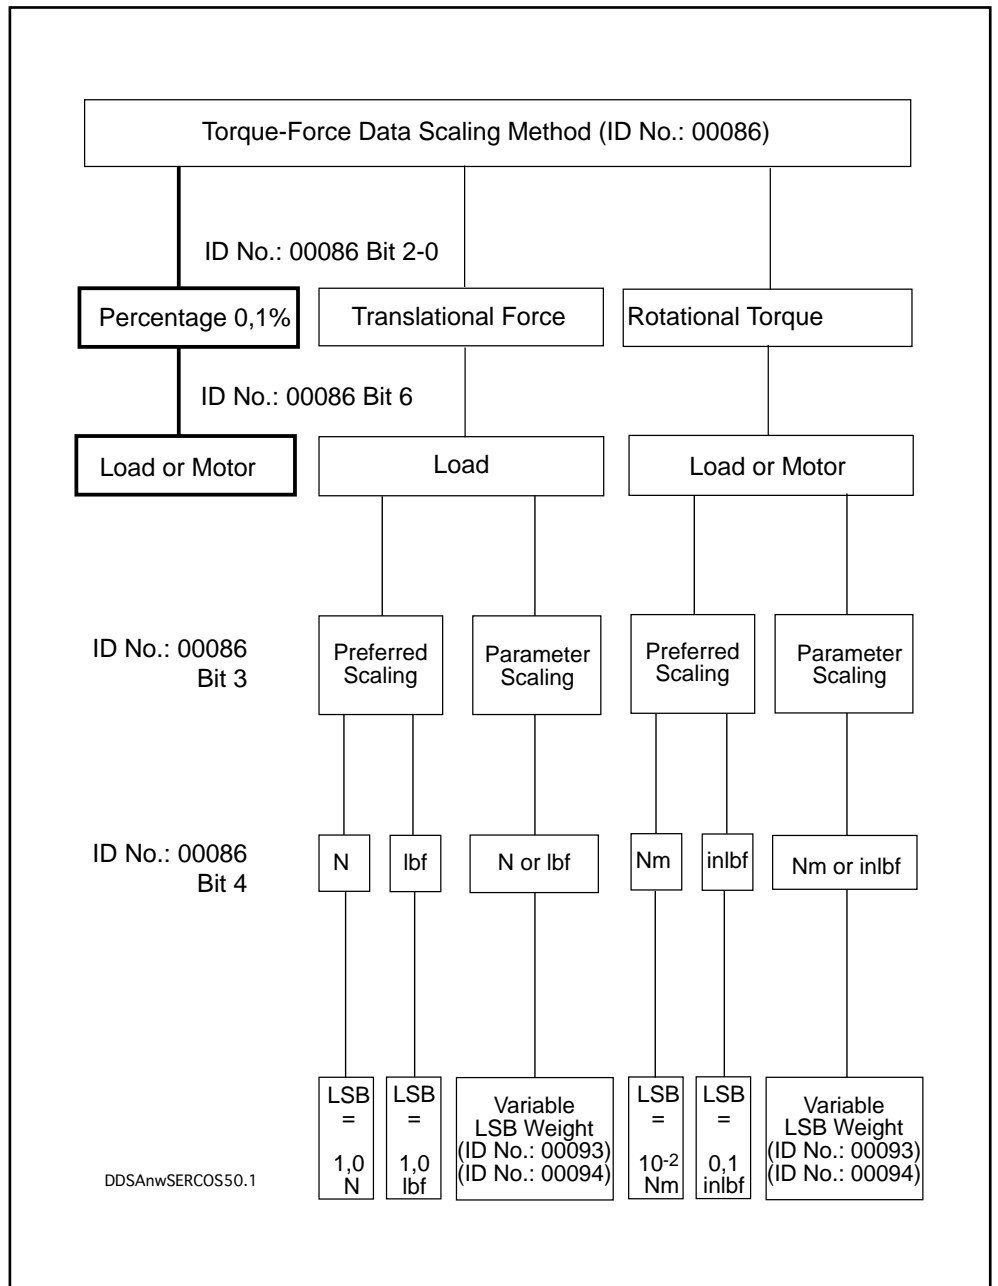 Torque-Force Data Scaling Method (ID No.: 00086)
ID No.: 00086 Bit 2-0
Percentage 0,1%
Translational Force
Rotational Torque
ID No.: 00086 Bit 6
Load or Motor
Load
Load or Motor
ID No.: 00086
Bit 3
Preferred
Scaling
Parameter
Scaling
Preferred
Scaling
Parameter
Scaling
ID No.: 00086
Bit 4
N
lbf
N or lbf
Nm
inlbf
Nm or inlbf
LSB
=
1,0
N
LSB
=
1,0
lbf
Variable
LSB Weight
(ID No.: 00093)
(ID No.: 00094)
LSB
=
10-2
Nm
LSB
=
0,1
inlbf
Variable
LSB Weight
(ID No.: 00093)
(ID No.: 00094)
DDSAnwSERCOS50.1